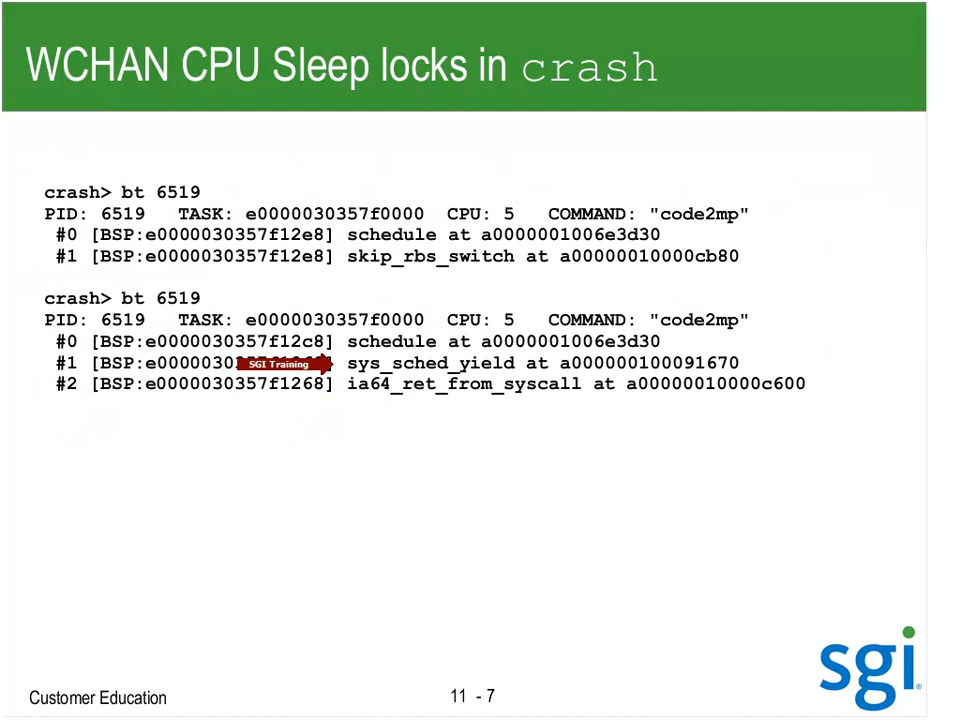 WCHAN CPU Sleep locks in crash
crash> bt 6519
PID: 6519 TASK: e0000030357f0000 CPU: 5 COMMAND: "code2mp"
#0 [BSP:e0000030357f12e8] schedule at a0000001006e3d30
#1 [BSP:e0000030357f12e8] skip_rbs_switch at a00000010000cb80
crash> bt 6519
PID: 6519 TASK: e0000030357f0000 CPU: 5 COMMAND: "code2mp"
#0 [BSP:e0000030357f12c8] schedule at a0000001006e3d30
#1 SGI Training sys_sched_yield at a000000100091670
#2 [BSP:e0000030357f1268] ia64_ret_from_syscall at a00000010000c600
Customer Education
11 - 7
sgi®